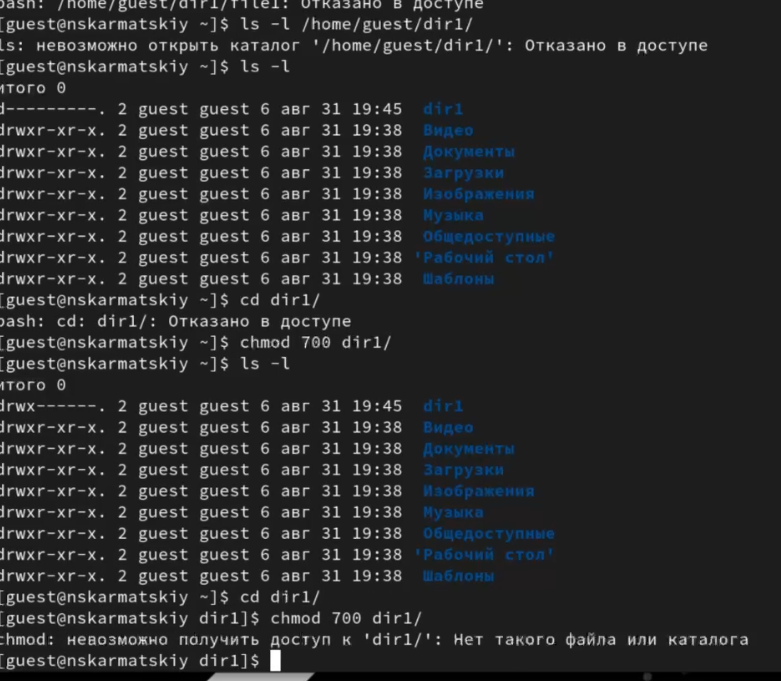 bash: /home/guest/dir1/file1: Отказано в доступе
[guest@nskarmatskiy ~]$ ls -l /home/guest/dir1/
ls: невозможно открыть каталог '/home/guest/dir1/': Отказано в доступе
[guest@nskarmatskiy ~]$ ls -l
итого 0
d---------. 2 guest guest 6 авг 31 19:45  dir1
drwxr-xr-x. 2 guest guest 6 авг 31 19:38  Видео
drwxr-xr-x. 2 guest guest 6 авг 31 19:38  Документы
drwxr-xr-x. 2 guest guest 6 авг 31 19:38  Загрузки
drwxr-xr-x. 2 guest guest 6 авг 31 19:38  Изображения
drwxr-xr-x. 2 guest guest 6 авг 31 19:38  Музыка
drwxr-xr-x. 2 guest guest 6 авг 31 19:38  Общедоступные
drwxr-xr-x. 2 guest guest 6 авг 31 19:38 'Рабочий стол'
drwxr-xr-x. 2 guest guest 6 авг 31 19:38  Шаблоны
[guest@nskarmatskiy ~]$ cd dir1/
bash: cd: dir1/: Отказано в доступе
[guest@nskarmatskiy ~]$ chmod 700 dir1/
[guest@nskarmatskiy ~]$ ls -l
итого 0
drwx------. 2 guest guest 6 авг 31 19:45  dir1
drwxr-xr-x. 2 guest guest 6 авг 31 19:38  Видео
drwxr-xr-x. 2 guest guest 6 авг 31 19:38  Документы
drwxr-xr-x. 2 guest guest 6 авг 31 19:38  Загрузки
drwxr-xr-x. 2 guest guest 6 авг 31 19:38  Изображения
drwxr-xr-x. 2 guest guest 6 авг 31 19:38  Музыка
drwxr-xr-x. 2 guest guest 6 авг 31 19:38  Общедоступные
drwxr-xr-x. 2 guest guest 6 авг 31 19:38 'Рабочий стол'
drwxr-xr-x. 2 guest guest 6 авг 31 19:38  Шаблоны
[guest@nskarmatskiy ~]$ cd dir1/
[guest@nskarmatskiy dir1]$ chmod 700 dir1/
chmod: невозможно получить доступ к 'dir1/': Нет такого файла или каталога
[guest@nskarmatskiy dir1]$